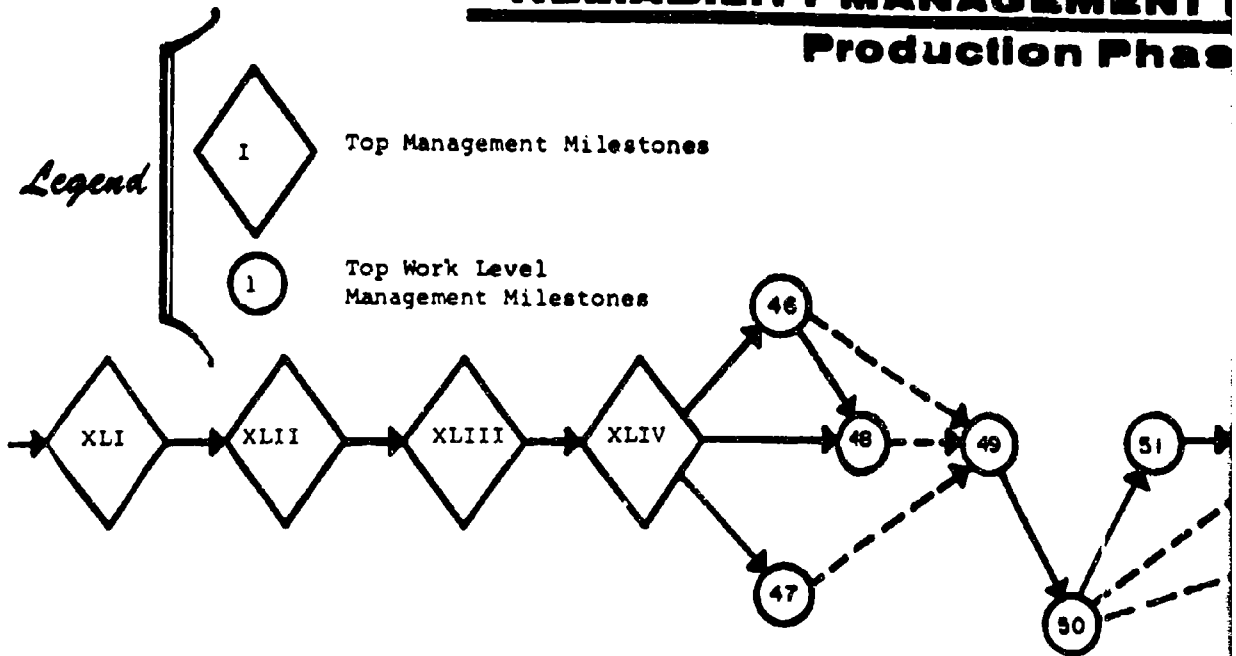 MANAGEMENT
Production Phas
Legend
I
Top Management Milestones
1
Top Work Level
Management Milestones
46
XLI
XLII
XLIII
XLIV
48
49
51
47
50